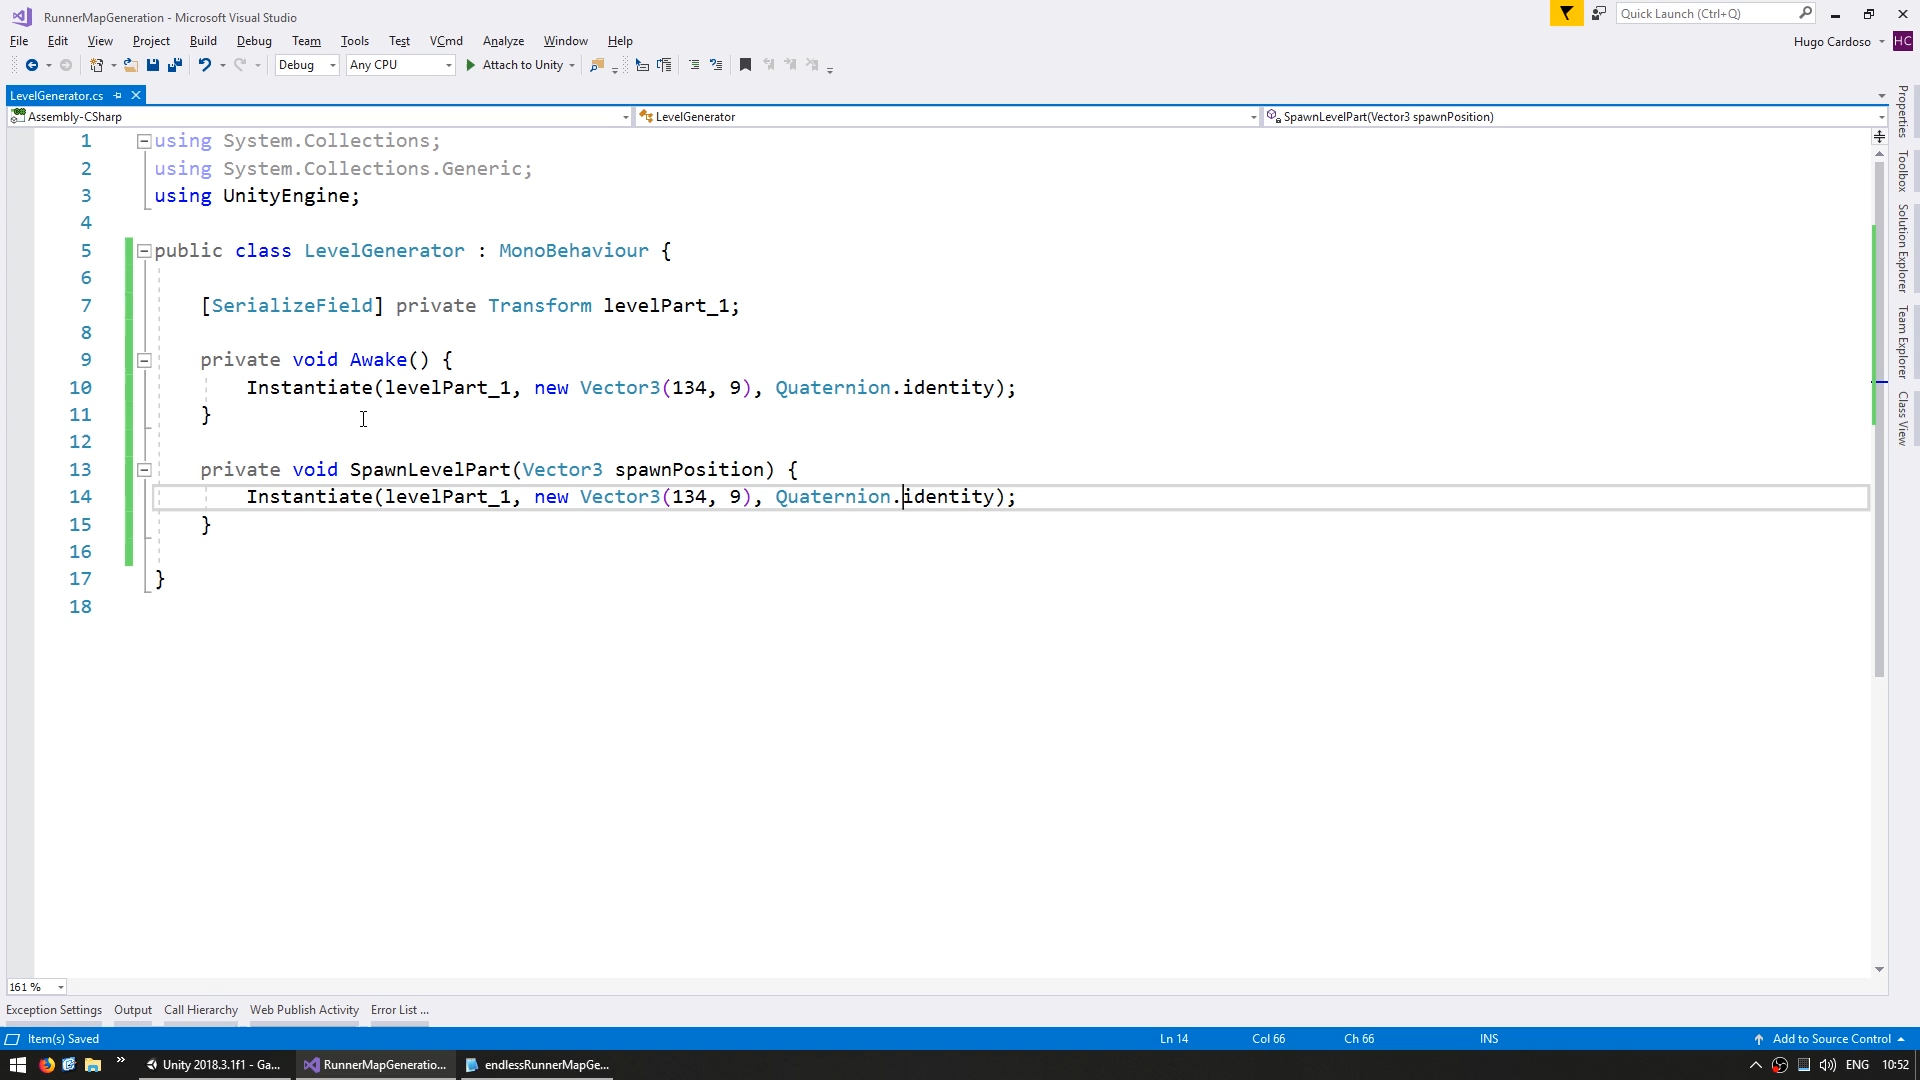 RunnerMapGeneration - Microsoft Visual Studio
Quick Launch (Ctrl+Q)
File Edit View Project Build Debug Team Tools Test VCmd Analyze Window Help
Hugo Cardoso HC
Debug Any CPU Attach to Unity
LevelGenerator.cs
Assembly-CSharp LevelGenerator SpawnLevelPart(Vector3 spawnPosition)
1 using System.Collections;
2 using System.Collections.Generic;
3 using UnityEngine;
4
5 public class LevelGenerator : MonoBehaviour {
6
7 [SerializeField] private Transform levelPart_1;
8
9 private void Awake() {
10 Instantiate(levelPart_1, new Vector3(134, 9), Quaternion.identity);
11 }
12
13 private void SpawnLevelPart(Vector3 spawnPosition) {
14 Instantiate(levelPart_1, new Vector3(134, 9), Quaternion.identity);
15 }
16
17 }
18
Properties
Toolbox
Solution Explorer
Team Explorer
Class View
161 %
Exception Settings Output Call Hierarchy Web Publish Activity Error List ...
Item(s) Saved Ln 14 Col 66 Ch 66 INS Add to Source Control
Unity 2018.3.1f1 - Ga... RunnerMapGeneratio... endlessRunnerMapGe... ENG 10:52